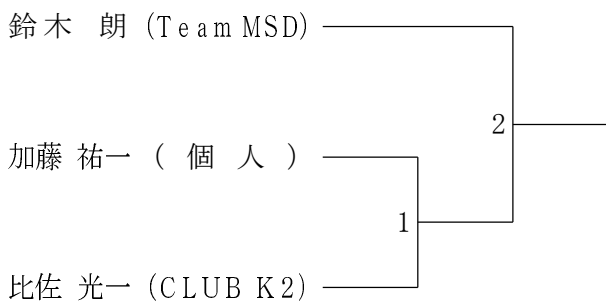 鈴木 朗 (Team MSD)
2
加藤 祐一 (個人)
1
比佐 光一 (CLUB K2)